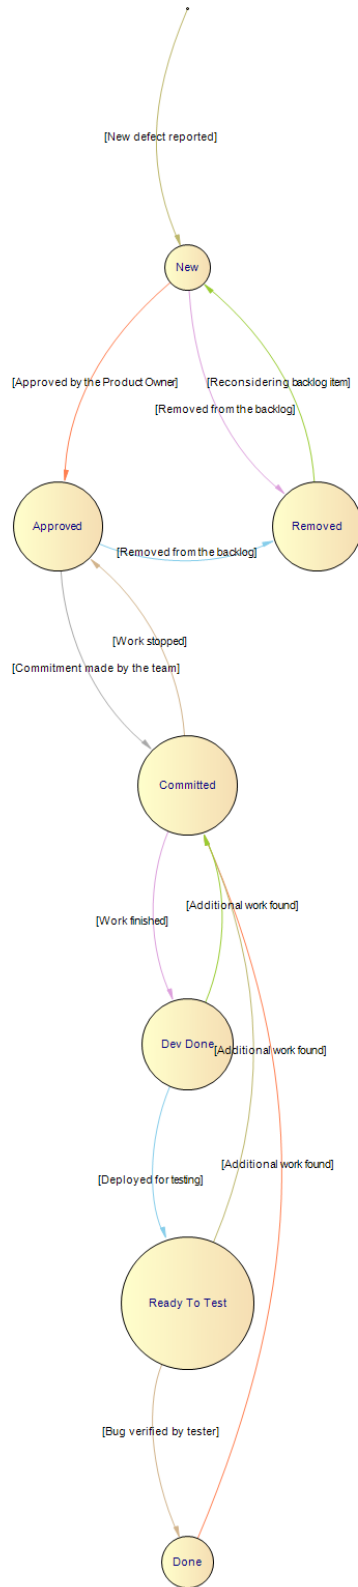 [New defect reported]
New
[Approved by the Product Owner]
[Reconsidering backlog item]
[Removed from the backlog]
Approved
Removed
[Removed from the backlog]
[Work stopped]
[Commitment made by the team]
Committed
[Additional work found]
[Work finished]
Dev Done
[Additional work found]
[Additional work found]
[Deployed for testing]
Ready To Test
[Bug verified by tester]
Done